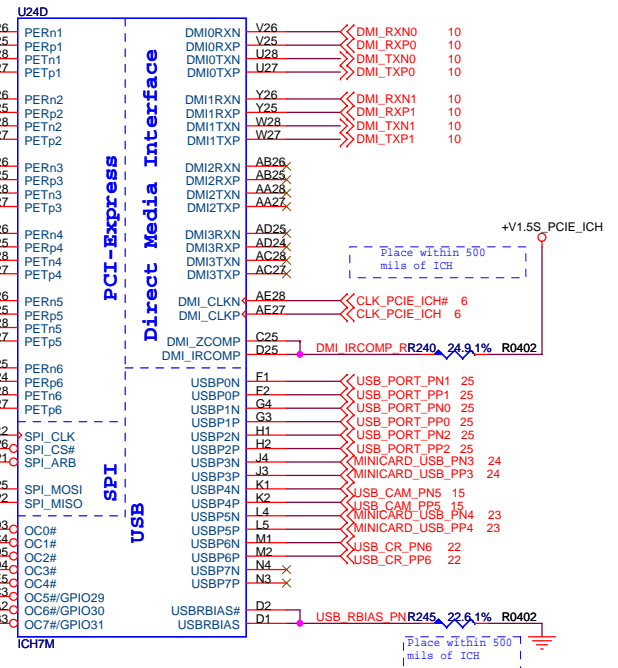 U24D
PERn1 DMI0RXN V26 DMI_RXN0 10
PERp1 DMI0RXP V25 DMI_RXP0 10
PETn1 DMI0TXN U28 DMI_TXN0 10
PETp1 DMI0TXP U27 DMI_TXP0 10
PERn2 DMI1RXN Y26 DMI_RXN1 10
PERp2 DMI1RXP Y25 DMI_RXP1 10
PETn2 DMI1TXN W28 DMI_TXN1 10
PETp2 DMI1TXP W27 DMI_TXP1 10
PERn3 DMI2RXN AB26
PERp3 DMI2RXP AB25
PETn3 DMI2TXN AA28
PETp3 DMI2TXP AA27
PERn4 DMI3RXN AD25
PERp4 DMI3RXP AD24
PETn4 DMI3TXN AC28
PETp4 DMI3TXP AC27
PCI-Express
Direct Media Interface
+V1.5S_PCIE_ICH
Place within 500
mils of ICH
PERn5 DMI_CLKN AE28 CLK_PCIE_ICH# 6
PERp5 DMI_CLKP AE27 CLK_PCIE_ICH 6
PETn5
PETp5 DMI_ZCOMP C25
DMI_IRCOMP D25 DMI_IRCOMP_R R240 24.9.1% R0402
PERn6 USBP0N F1 USB_PORT_PN1 25
PERp6 USBP0P F2 USB_PORT_PP1 25
PETn6 USBP1N G4 USB_PORT_PN0 25
PETp6 USBP1P G3 USB_PORT_PP0 25
SPI_CLK USBP2N H1 USB_PORT_PN2 25
SPI_CS# USBP2P H2 USB_PORT_PP2 25
SPI_ARB USBP3N J4 MINICARD_USB_PN3 24
USBP3P J3 MINICARD_USB_PP3 24
SPI_MOSI USBP4N K1 USB_CAM_PN5 15
SPI_MISO USBP4P K2 USB_CAM_PP5 15
SPI
USB
USBP5N L4 MINICARD_USB_PN4 23
OC0# USBP5P L5 MINICARD_USB_PP4 23
OC1# USBP6N M1 USB_CR_PN6 22
OC2# USBP6P M2 USB_CR_PP6 22
OC3# USBP7N N4
OC4# USBP7P N3
OC5#/GPIO29
OC6#/GPIO30 USBRBIAS# D2
OC7#/GPIO31 USBRBIAS D1 USB_RBIAS_PN R245 22.6.1% R0402
ICH7M
Place within 500
mils of ICH